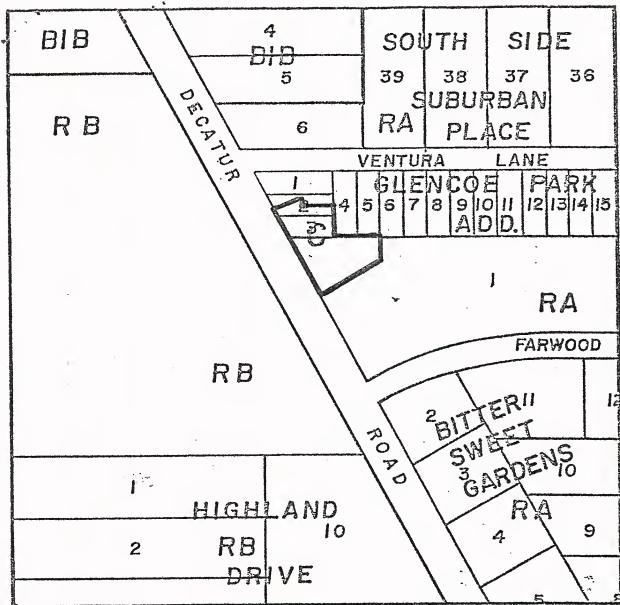 BIB
4
SOUTH SIDE
BIB
5
39 38 37 36
SUBURBAN
RB
DECATUR
6
RA
PLACE
VENTURA LANE
1
GLENCOE PARK
2
4 5 6 7 8 9 10 11 12 13 14 15
ADD.
3
1
RA
FARWOOD
RB
2
BITTER
11
12
SWEET
3
GARDENS
10
ROAD
1
HIGHLAND
10
RA
2
RB
4
9
DRIVE
5